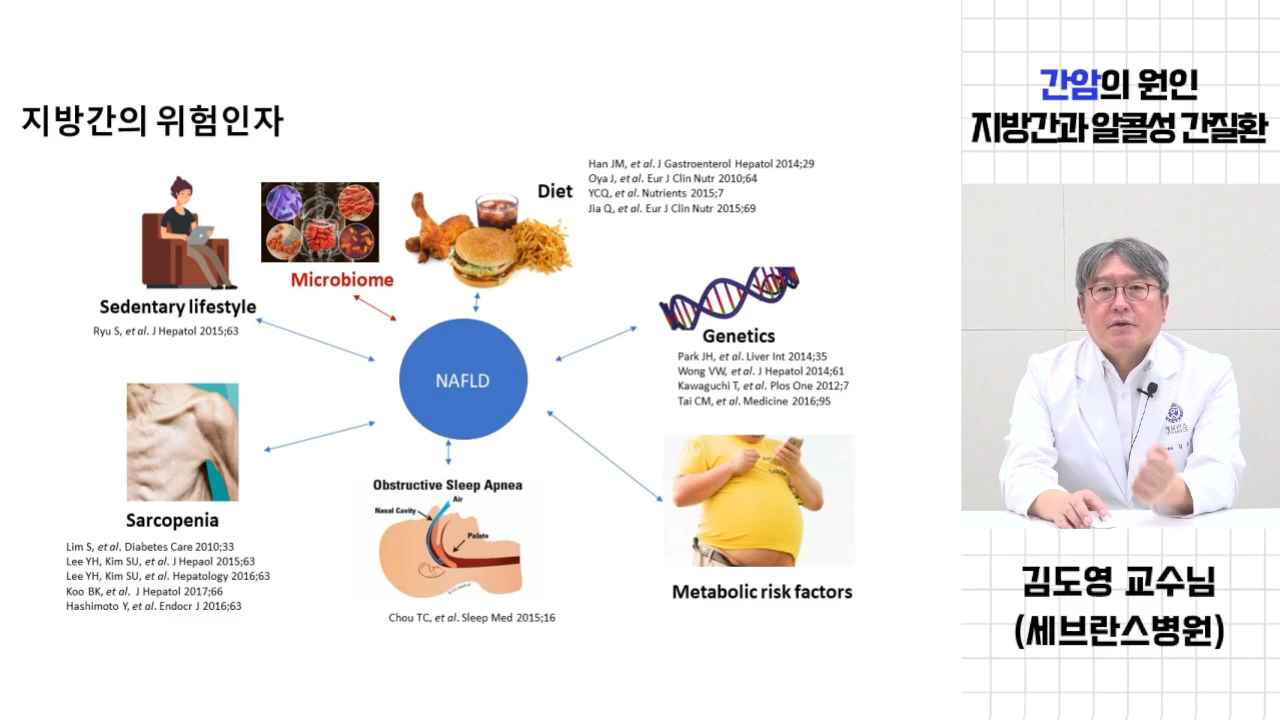 지방간의 위험인자
Sedentary lifestyle
Ryu S, et al. J Hepatol 2015;63
Microbiome
Diet
Han JM, et al. J Gastroenterol Hepatol 2014;29
Oya J, et al. Eur J Clin Nutr 2010;64
YCQ, et al. Nutrients 2015;7
Jia Q, et al. Eur J Clin Nutr 2015;69
Genetics
Park JH, et al. Liver Int 2014;35
Wong VW, et al. J Hepatol 2014;61
Kawaguchi T, et al. Plos One 2012;7
Tai CM, et al. Medicine 2016;95
NAFLD
Sarcopenia
Lim S, et al. Diabetes Care 2010;33
Lee YH, Kim SU, et al. J Hepaol 2015;63
Lee YH, Kim SU, et al. Hepatology 2016;63
Koo BK, et al. J Hepatol 2017;66
Hashimoto Y, et al. Endocr J 2016;63
Obstructive Sleep Apnea
Air
Nasal Cavity
Palate
Chou TC, et al. Sleep Med 2015;16
Metabolic risk factors
간암의 원인
지방간과 알콜성 간질환
세브란스
김도영 교수님
(세브란스병원)